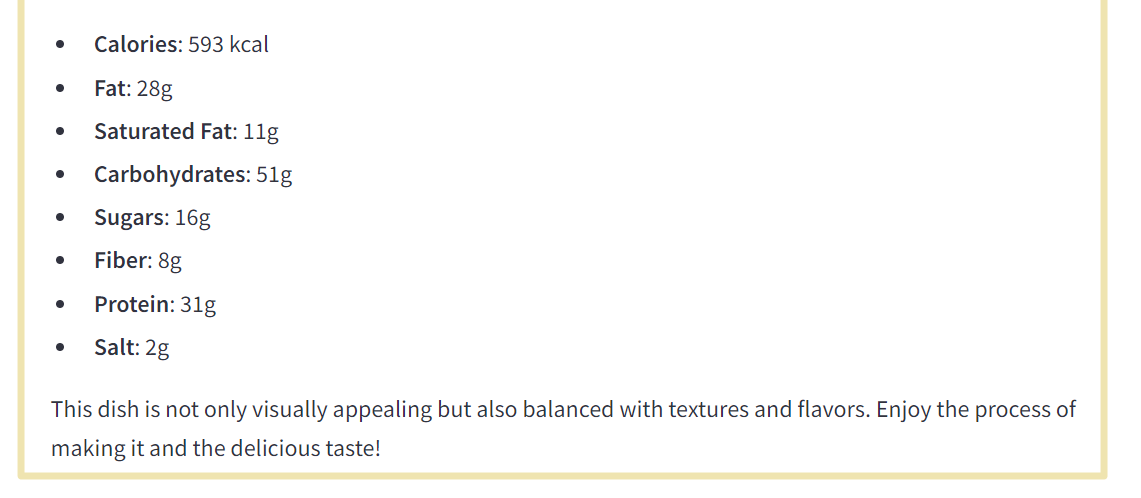 • Calories: 593 kcal
• Fat: 28g
• Saturated Fat: 11g
• Carbohydrates: 51g
• Sugars: 16g
• Fiber: 8g
• Protein: 31g
• Salt: 2g
This dish is not only visually appealing but also balanced with textures and flavors. Enjoy the process of
making it and the delicious taste!